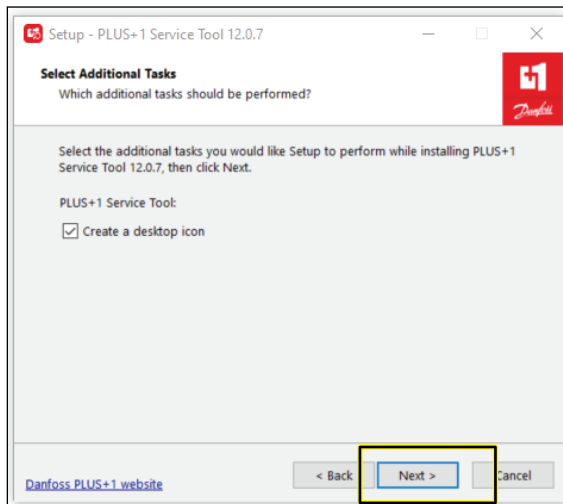 Setup - PLUS+1 Service Tool 12.0.7
Select Additional Tasks
Which additional tasks should be performed?
Danfoss
Select the additional tasks you would like Setup to perform while installing PLUS+1
Service Tool 12.0.7, then click Next.
PLUS+1 Service Tool:
Create a desktop icon
< Back
Next >
Cancel
Danfoss PLUS+1 website